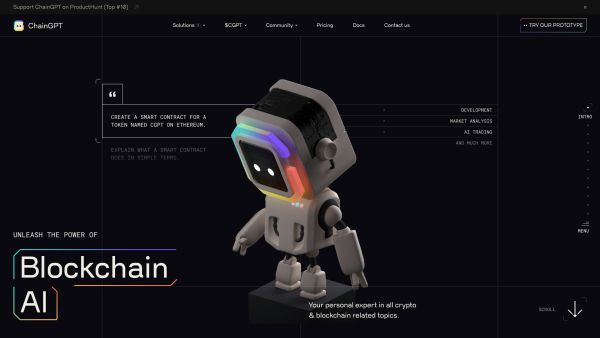 Support ChainGPT on ProductHunt (Top #10)
ChainGPT
Solutions
$CGPT
Community
Pricing
Docs
Contact us
TRY OUR PROTOTYPE
“
CREATE A SMART CONTRACT FOR A
TOKEN NAMED CGPT ON ETHEREUM.
EXPLAIN WHAT A SMART CONTRACT
DOES IN SIMPLE TERMS.
DEVELOPMENT
MARKET ANALYSIS
AI TRADING
AND MUCH MORE
INTRO
MENU
UNLEASH THE POWER OF
Blockchain
AI
Your personal expert in all crypto
& blockchain related topics.
SCROLL